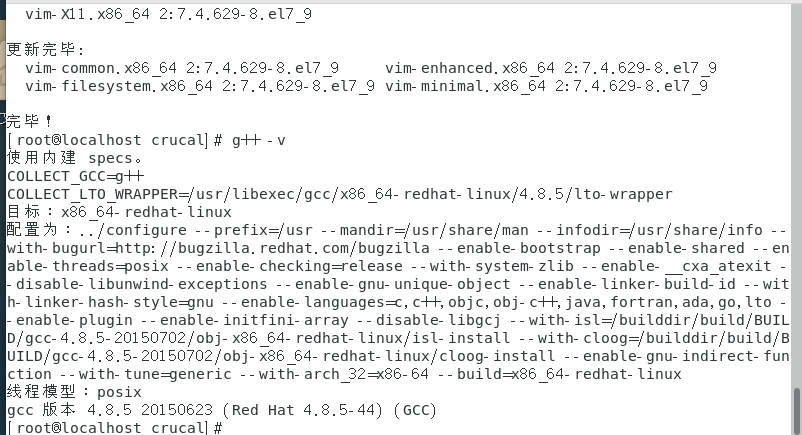 vim-X11.x86_64 2:7.4.629-8.el7_9
更新完毕:
vim-common.x86_64 2:7.4.629-8.el7_9 vim-enhanced.x86_64 2:7.4.629-8.el7_9
vim-filesystem.x86_64 2:7.4.629-8.el7_9 vim-minimal.x86_64 2:7.4.629-8.el7_9
完毕！
[root@localhost crucal]# g++ -v
使用内建 specs。
COLLECT_GCC=g++
COLLECT_LTO_WRAPPER=/usr/libexec/gcc/x86_64-redhat-linux/4.8.5/lto-wrapper
目标：x86_64-redhat-linux
配置为：../configure --prefix=/usr --mandir=/usr/share/man --infodir=/usr/share/info --
with-bugurl=http://bugzilla.redhat.com/bugzilla --enable-bootstrap --enable-shared --en
able-threads=posix --enable-checking=release --with-system-zlib --enable-__cxa_atexit -
-disable-libunwind-exceptions --enable-gnu-unique-object --enable-linker-build-id --wit
h-linker-hash-style=gnu --enable-languages=c,c++,objc,obj-c++,java,fortran,ada,go,lto -
-enable-plugin --enable-initfini-array --disable-libgcj --with-isl=/builddir/build/BUIL
D/gcc-4.8.5-20150702/obj-x86_64-redhat-linux/isl-install --with-cloog=/builddir/build/B
UILD/gcc-4.8.5-20150702/obj-x86_64-redhat-linux/cloog-install --enable-gnu-indirect-fun
ction --with-tune=generic --with-arch_32=x86-64 --build=x86_64-redhat-linux
线程模型：posix
gcc 版本 4.8.5 20150623 (Red Hat 4.8.5-44) (GCC)
[root@localhost crucal]#